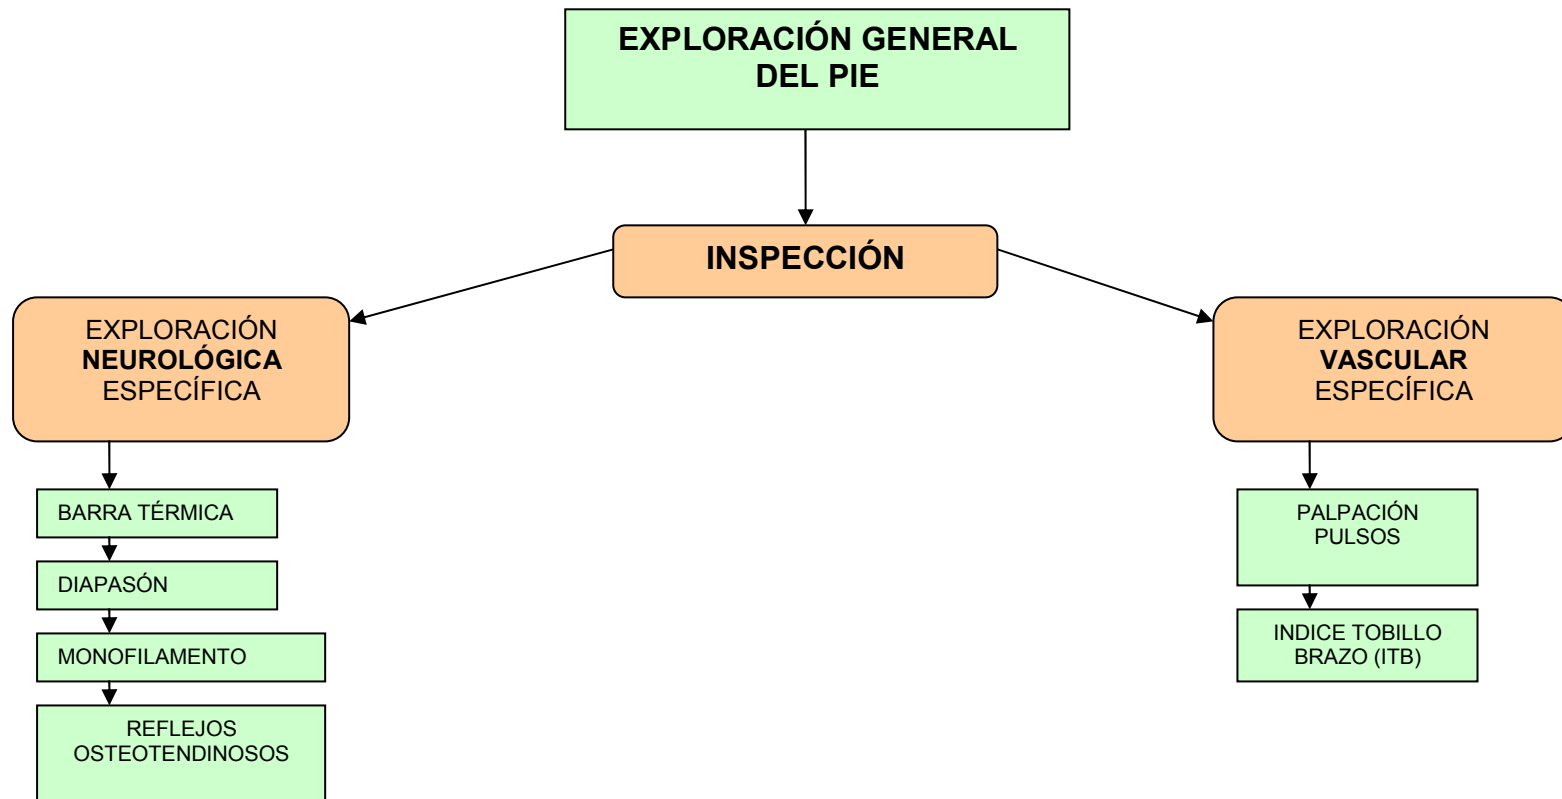 EXPLORACIÓN GENERAL
DEL PIE
INSPECCIÓN
EXPLORACIÓN
NEUROLÓGICA
ESPECÍFICA
BARRA TÉRMICA
DIAPASÓN
MONOFILAMENTO
REFLEJOS
OSTEOTENDINOSOS
EXPLORACIÓN
VASCULAR
ESPECÍFICA
PALPACIÓN
PULSOS
INDICE TOBILLO
BRAZO (ITB)